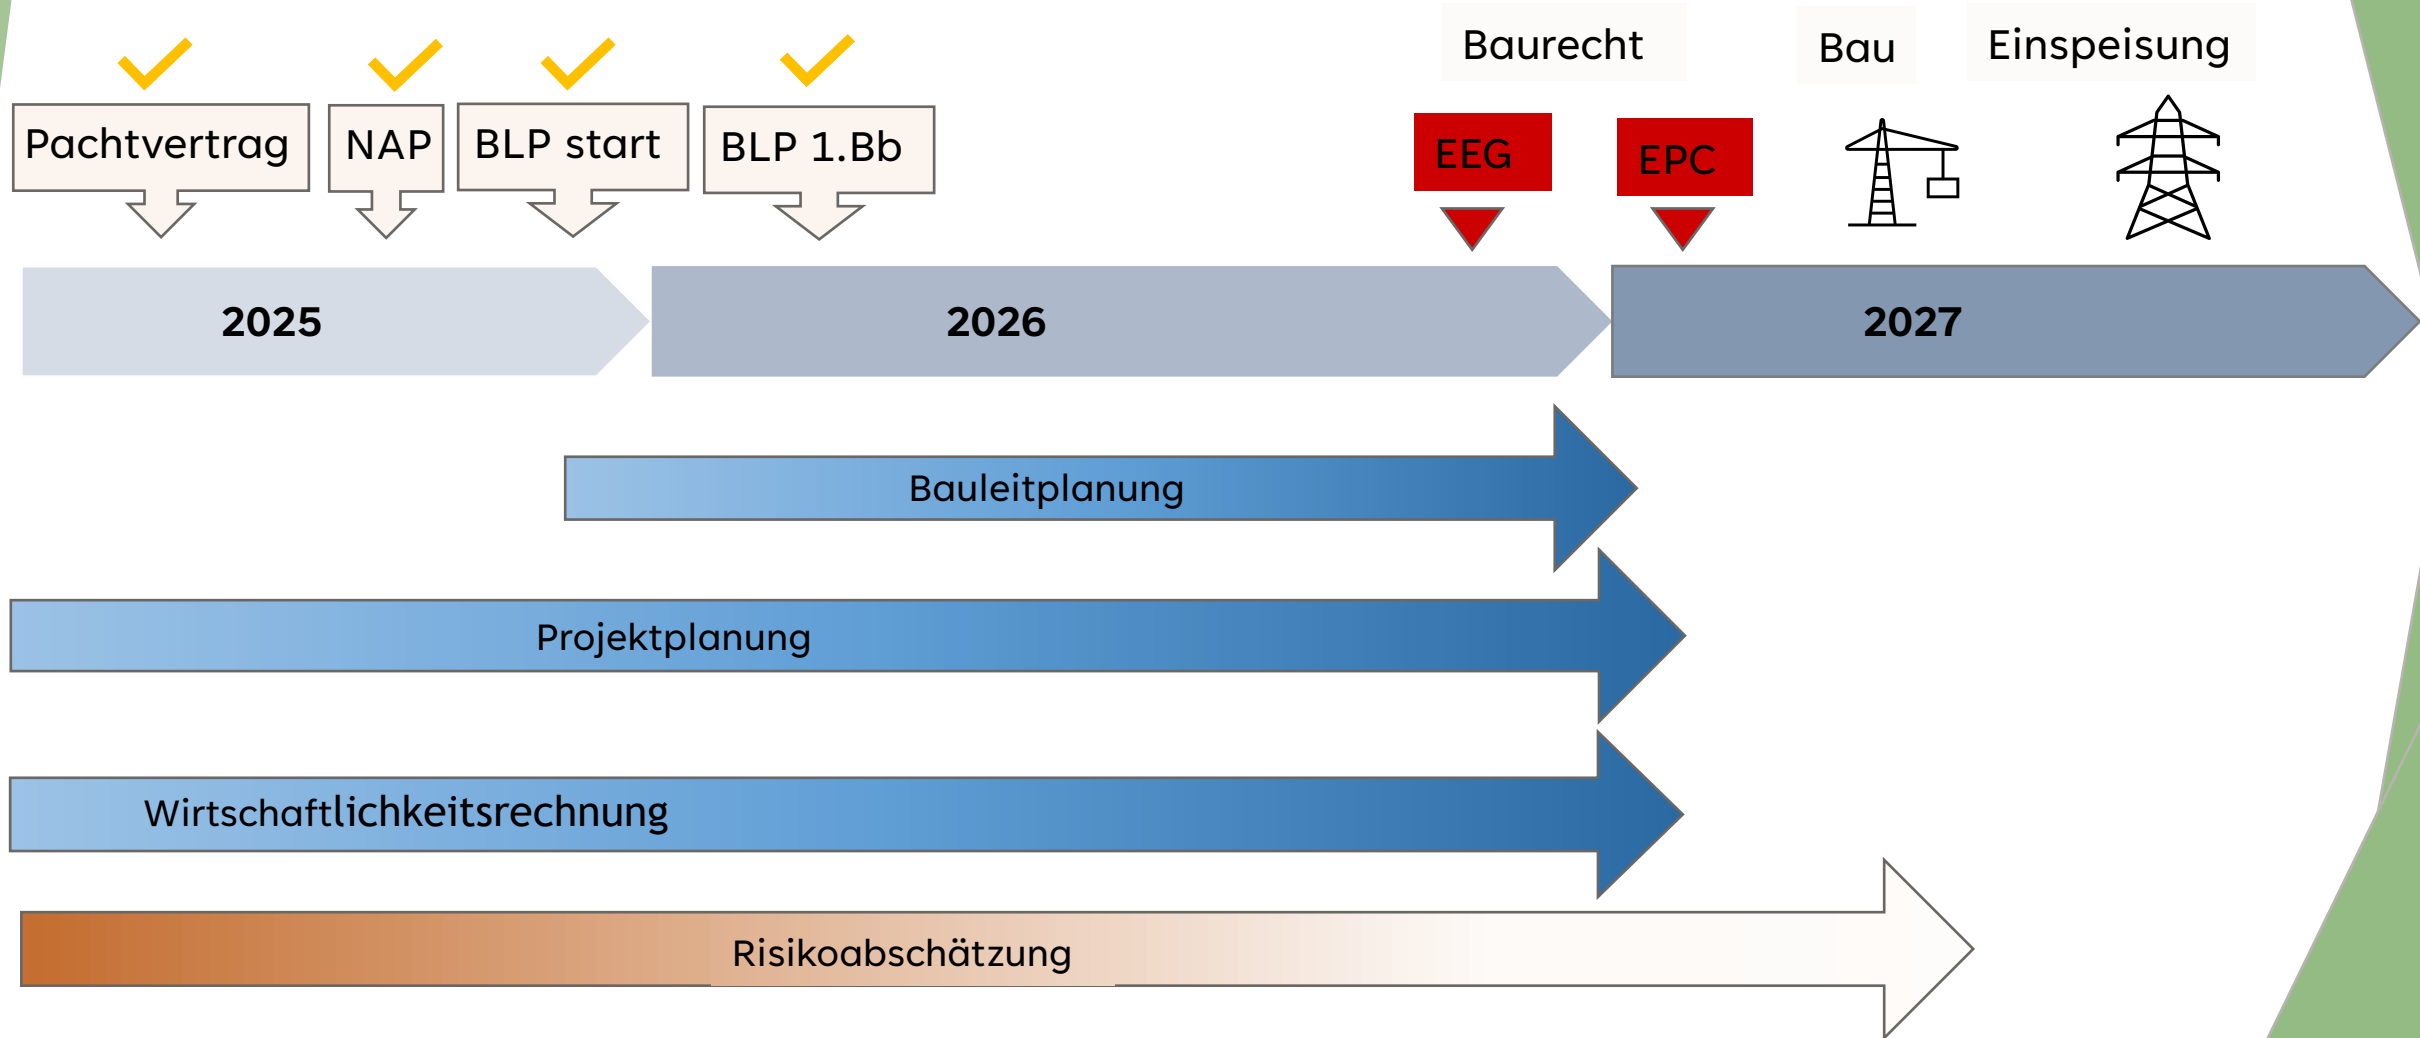 Baurecht
Bau
Einspeisung
Pachtvertrag
NAP
BLP start
BLP 1.Bb
EEG
EPC
2025
2026
2027
Bauleitplanung
Projektplanung
Wirtschaftlichkeitsrechnung
Risikoabschätzung